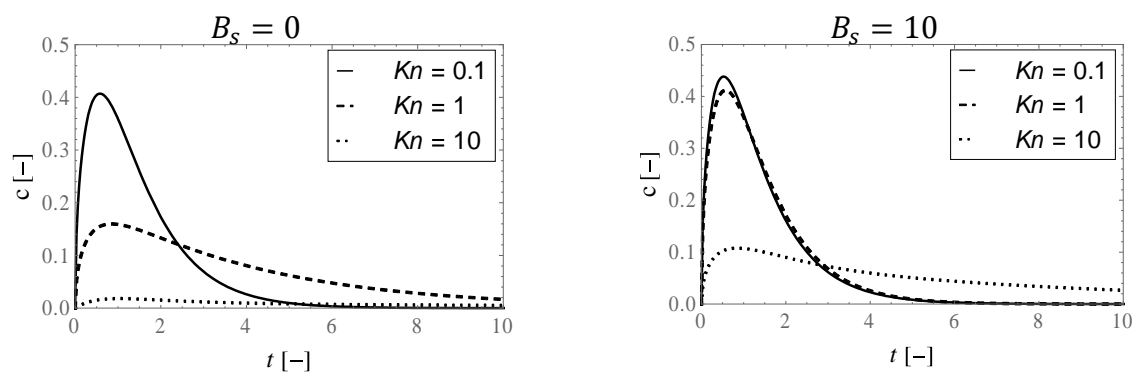 B_s = 0
0.5
0.4
0.3
0.2
0.1
0.0
c [−]
Kn = 0.1
Kn = 1
Kn = 10
0 2 4 6 8 10
t [−]
B_s = 10
0.5
0.4
0.3
0.2
0.1
0.0
c [−]
Kn = 0.1
Kn = 1
Kn = 10
0 2 4 6 8 10
t [−]